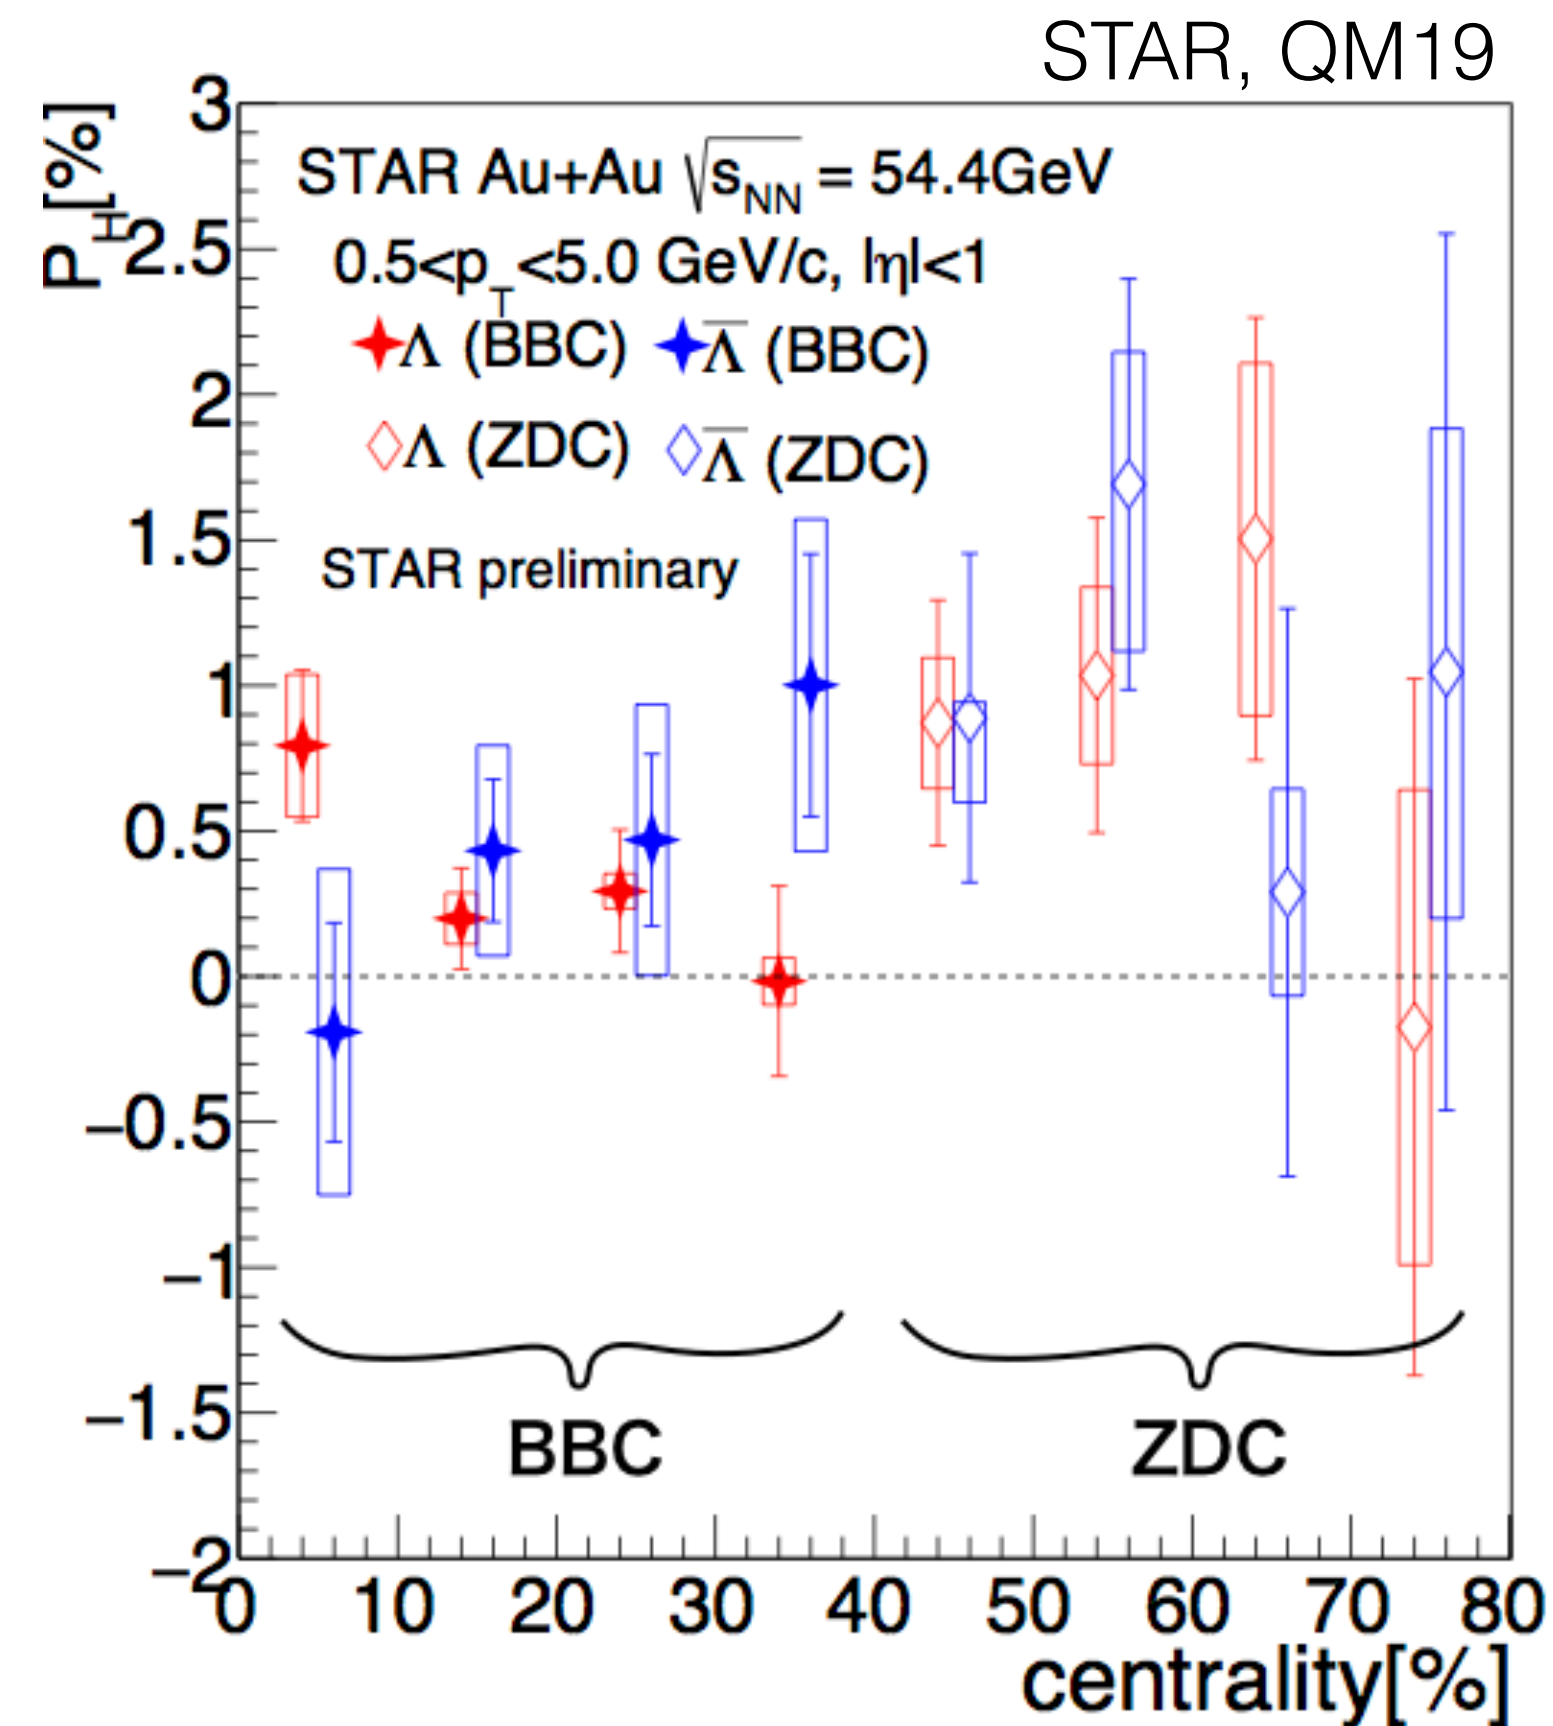 STAR, QM19
P_H[%]
STAR Au+Au √s_NN = 54.4GeV
0.5<p_T<5.0 GeV/c, |η|<1
Λ (BBC) Λ̅ (BBC)
Λ (ZDC) Λ̅ (ZDC)
STAR preliminary
3
2.5
2
1.5
1
0.5
0
−0.5
−1
−1.5
−2
BBC ZDC
0 10 20 30 40 50 60 70 80
centrality[%]